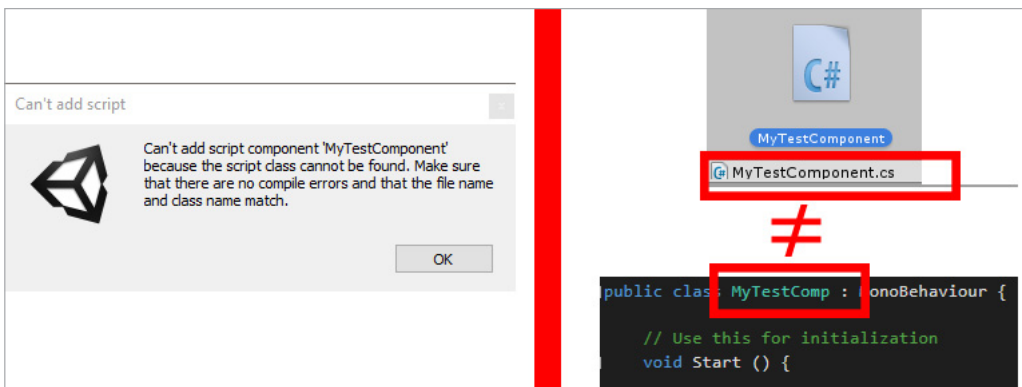 Can't add script
x
Can't add script component 'MyTestComponent'
because the script class cannot be found. Make sure
that there are no compile errors and that the file name
and class name match.
OK
C#
MyTestComponent
C# MyTestComponent.cs
≠
public class MyTestComp : MonoBehaviour {
// Use this for initialization
void Start () {